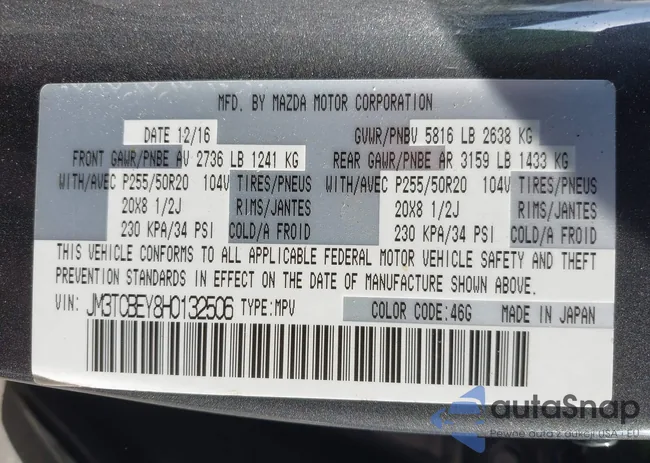 MFD. BY MAZDA MOTOR CORPORATION
DATE 12/16 GVWR/PNBV 5816 LB 2638 KG
FRONT GAWR/PNBE AV 2736 LB 1241 KG REAR GAWR/PNBE AR 3159 LB 1433 KG
WITH/AVEC P255/50R20 104V TIRES/PNEUS WITH/AVEC P255/50R20 104V TIRES/PNEUS
20X8 1/2J RIMS/JANTES 20X8 1/2J RIMS/JANTES
230 KPA/34 PSI COLD/A FROID 230 KPA/34 PSI COLD/A FROID
THIS VEHICLE CONFORMS TO ALL APPLICABLE FEDERAL MOTOR VEHICLE SAFETY AND THEFT
PREVENTION STANDARDS IN EFFECT ON THE DATE OF MANUFACTURE SHOWN ABOVE.
VIN: JM3TCBEY8H0132506 TYPE:MPV COLOR CODE:46G MADE IN JAPAN
autaSnap
Pewne auta z aukcji USA i EU